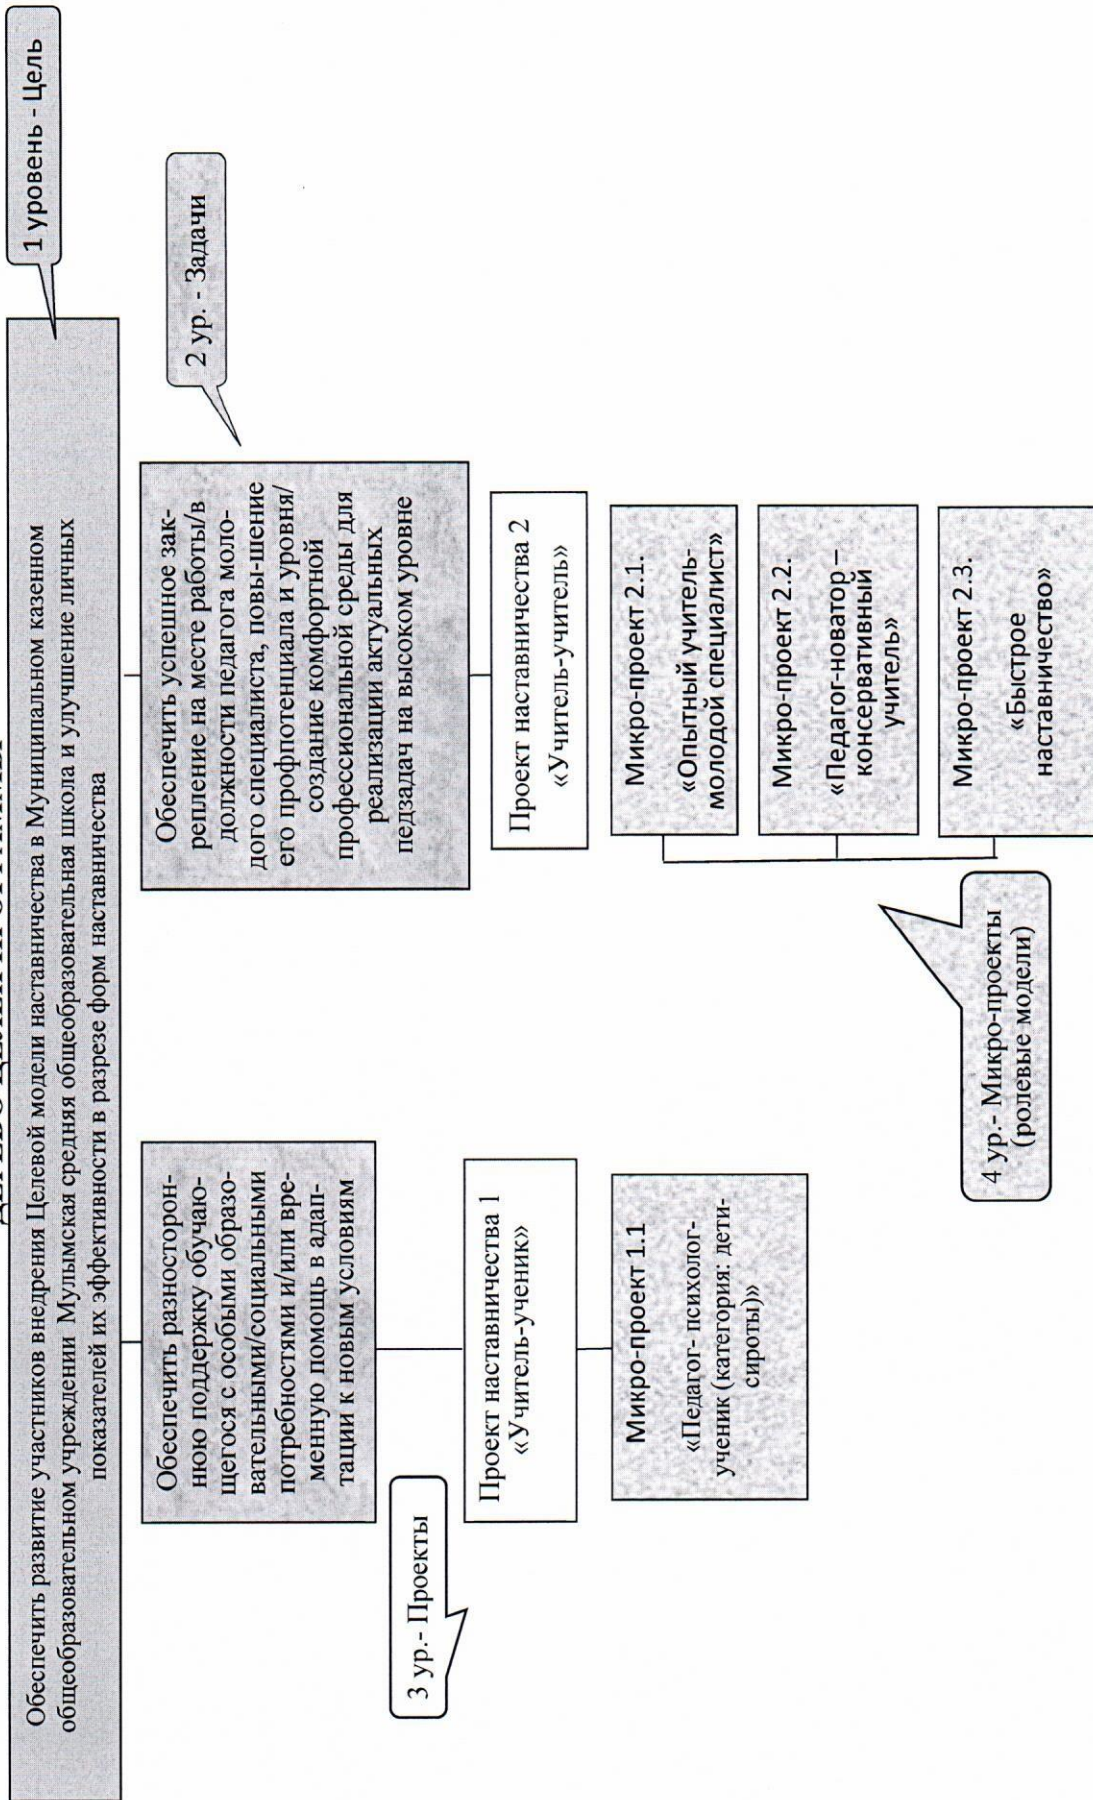 ДЕРЕВО ЦЕЛЕЙ ПРОГРАММЫ
1 уровень - Цель
Обеспечить развитие участников внедрения Целевой модели наставничества в Муниципальном казенном
общеобразовательном учреждении Мулымская средняя общеобразовательная школа и улучшение личных
показателей их эффективности в разрезе форм наставничества
2 ур. - Задачи
Обеспечить разносторон-
нюю поддержку обучаю-
щегося с особыми образо-
вательными/социальными
потребностями и/или вре-
менную помощь в адап-
тации к новым условиям
Обеспечить успешное зак-
репление на месте работы/в
должности педагога моло-
дого специалиста, повы-шение
его профпотенциала и уровня/
создание комфортной
профессиональной среды для
реализации актуальных
педзадач на высоком уровне
3 ур.- Проекты
Проект наставничества 1
«Учитель-ученик»
Проект наставничества 2
«Учитель-учитель»
Микро-проект 1.1
«Педагог- психолог-
ученик (категория: дети-
сироты)»
Микро-проект 2.1.
«Опытный учитель-
молодой специалист»
Микро-проект 2.2.
«Педагог-новатор –
консервативный
учитель»
Микро-проект 2.3.
«Быстрое
наставничество»
4 ур.- Микро-проекты
(ролевые модели)